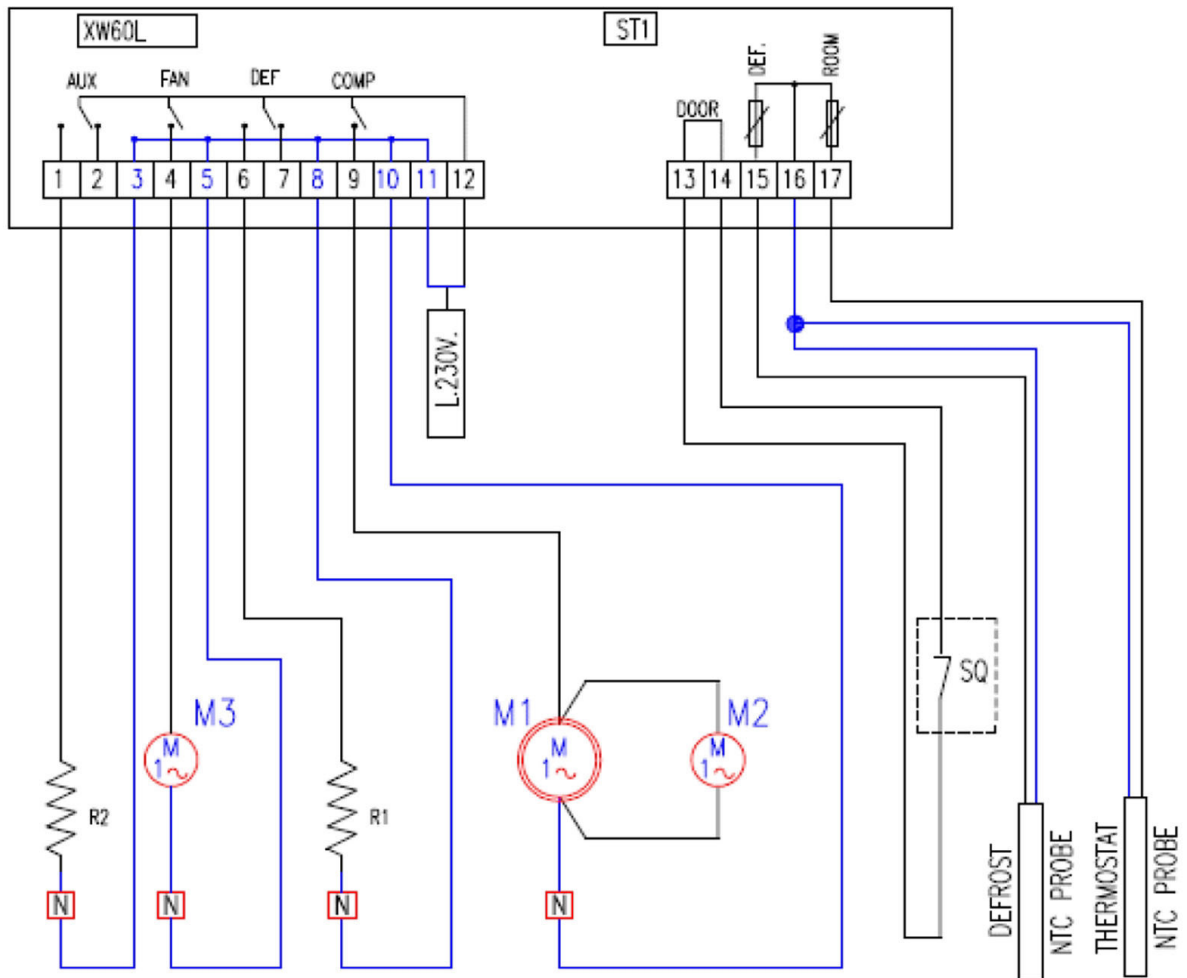 XW60L
ST1
AUX
FAN
DEF
COMP
DOOR
DEF.
ROOM
1 2 3 4 5 6 7 8 9 10 11 12
13 14 15 16 17
L.230V.
M3
M1
M2
SQ
M
1
M
1
M
1
R2
R1
N
N
N
N
DEFROST
NTC PROBE
THERMOSTAT
NTC PROBE